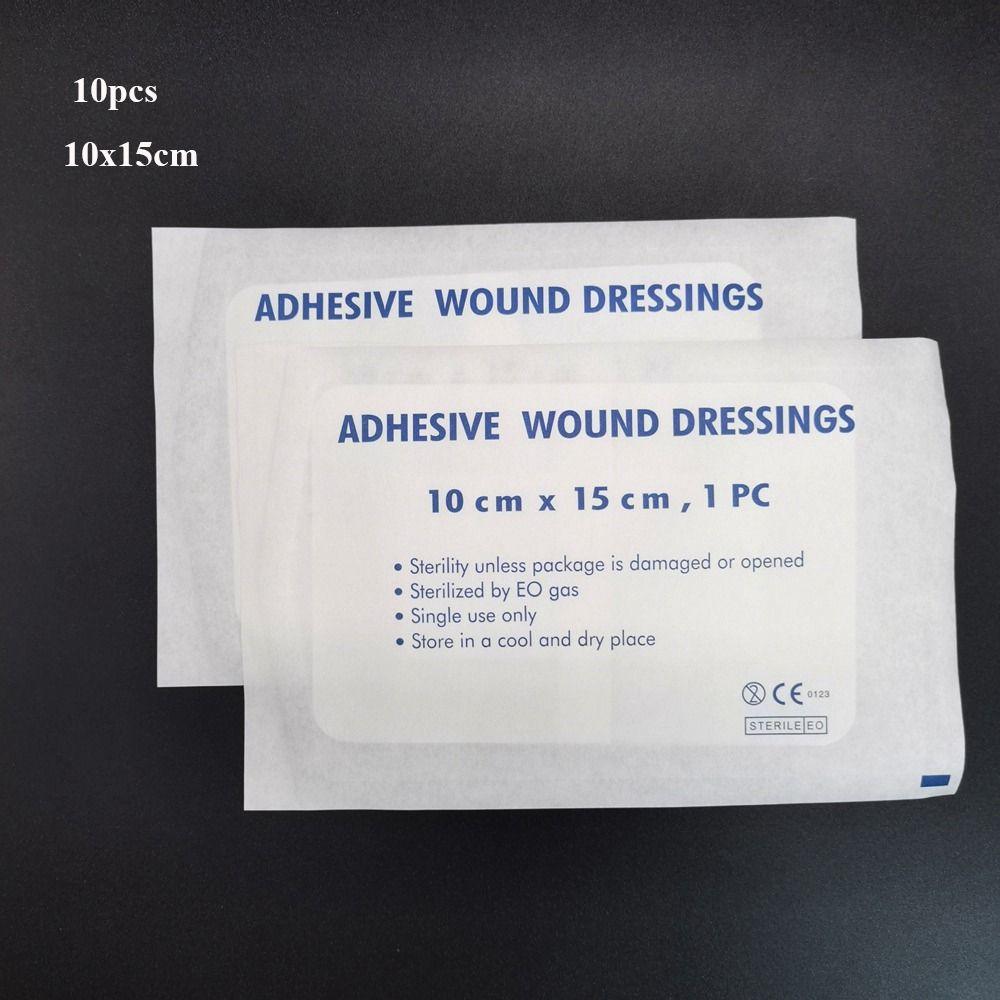 10pcs
10x15cm
ADHESIVE WOUND DRESSINGS
ADHESIVE WOUND DRESSINGS
10 cm x 15 cm , 1 PC
• Sterility unless package is damaged or opened
• Sterilized by EO gas
• Single use only
• Store in a cool and dry place
2 CE 0123
STERILE EO